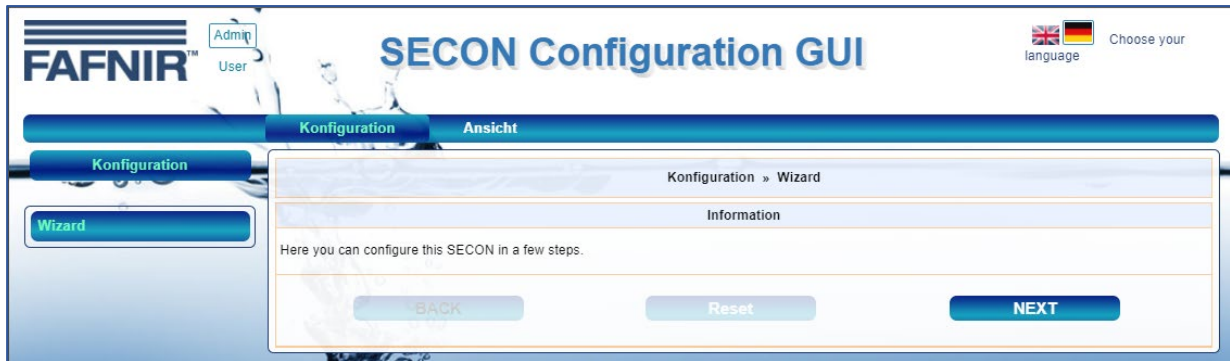 FAFNIR™
Admin
User
SECON Configuration GUI
Choose your
language
Konfiguration Ansicht
Konfiguration
Wizard
Konfiguration » Wizard
Information
Here you can configure this SECON in a few steps.
BACK Reset NEXT